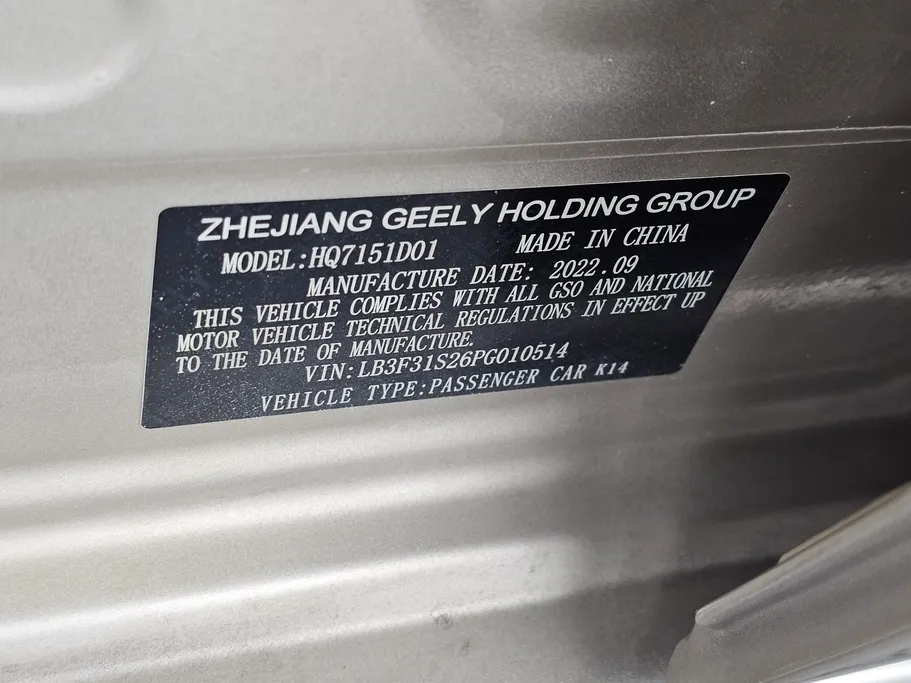 ZHEJIANG GEELY HOLDING GROUP
MODEL:HQ7151D01 MADE IN CHINA
MANUFACTURE DATE: 2022.09
THIS VEHICLE COMPLIES WITH ALL GSO AND NATIONAL
MOTOR VEHICLE TECHNICAL REGULATIONS IN EFFECT UP
TO THE DATE OF MANUFACTURE.
VIN:LB3F31S26PG010514
VEHICLE TYPE:PASSENGER CAR K14